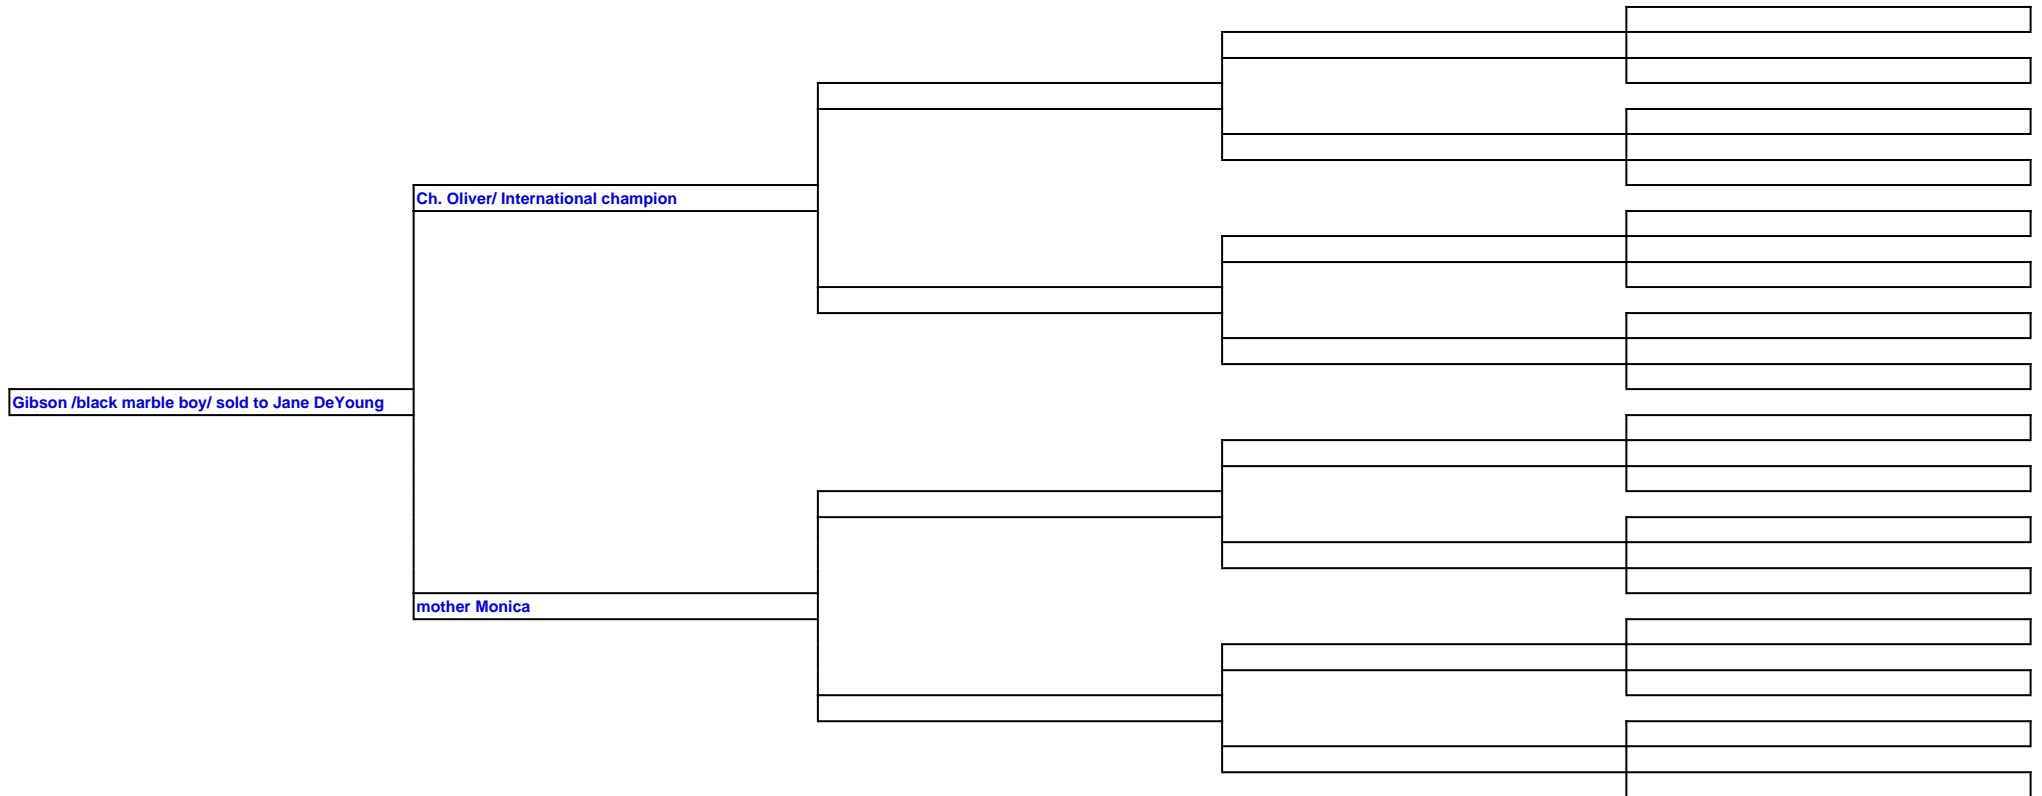 Ch. Oliver/ International champion
Gibson /black marble boy/ sold to Jane DeYoung
mother Monica